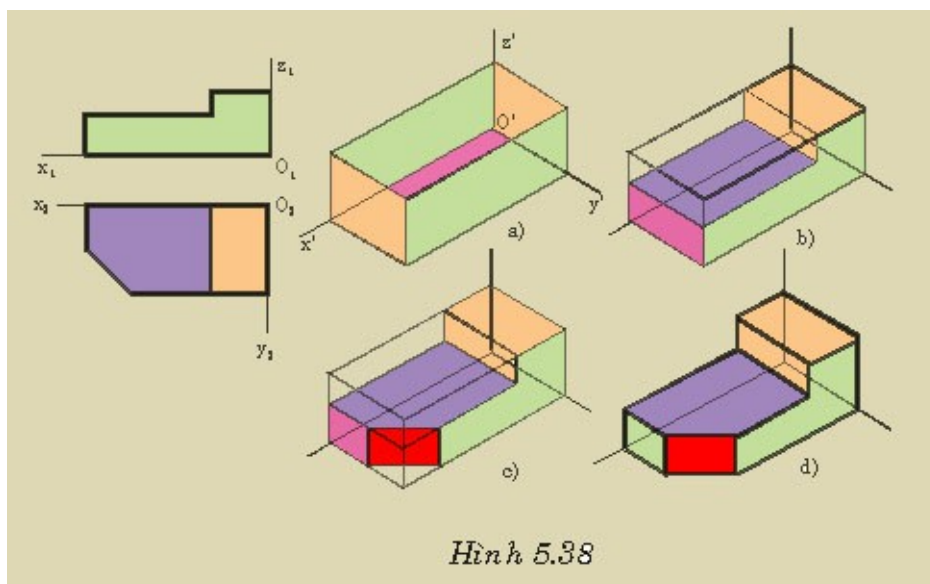 z₁
x₁
O₁
x₂
O₂
y₂
z'
O'
y'
x'
a)
b)
c)
d)
Hình 5.38